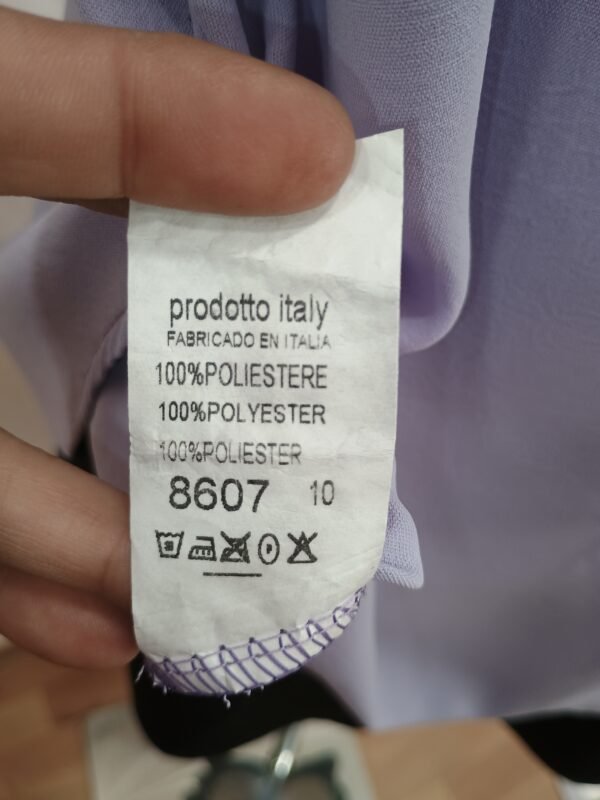 prodotto italy
FABRICADO EN ITALIA
100%POLIESTERE
100%POLYESTER
100%POLIESTER
8607 10